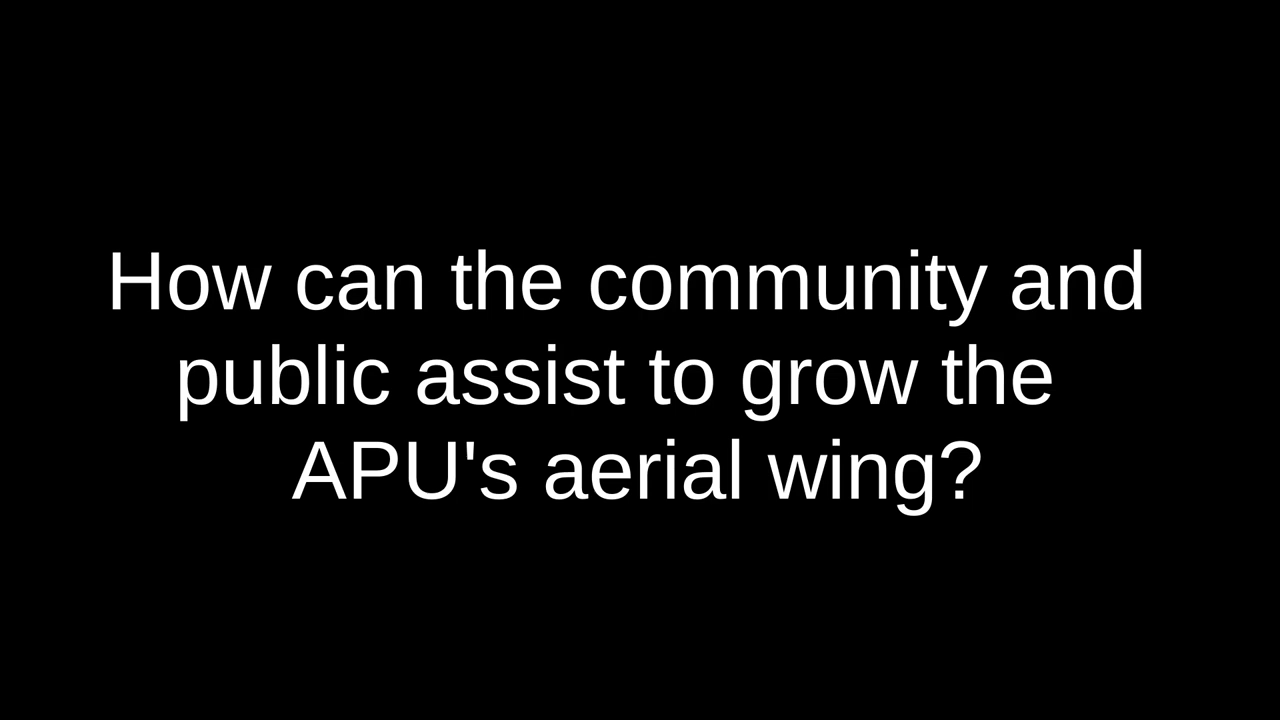 How can the community and
public assist to grow the
APU's aerial wing?